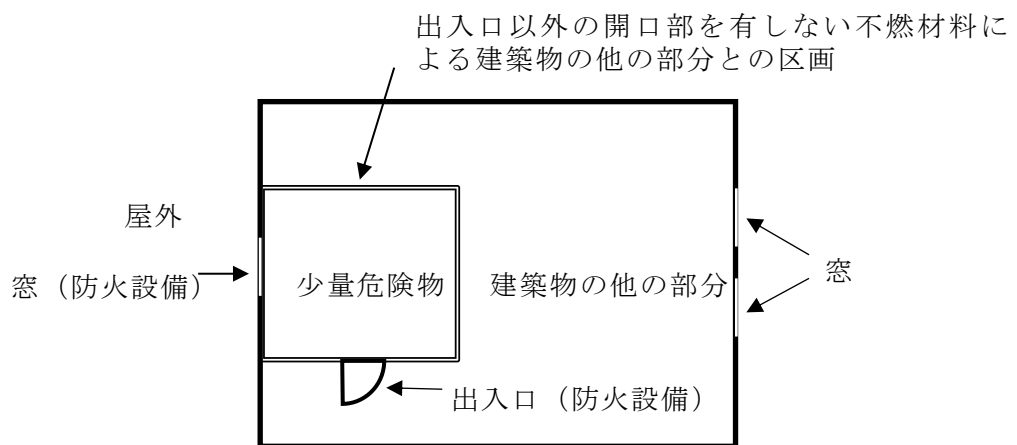 出入口以外の開口部を有しない不燃材料に
よる建築物の他の部分との区画
屋外
窓（防火設備）
少量危険物
建築物の他の部分
窓
出入口（防火設備）